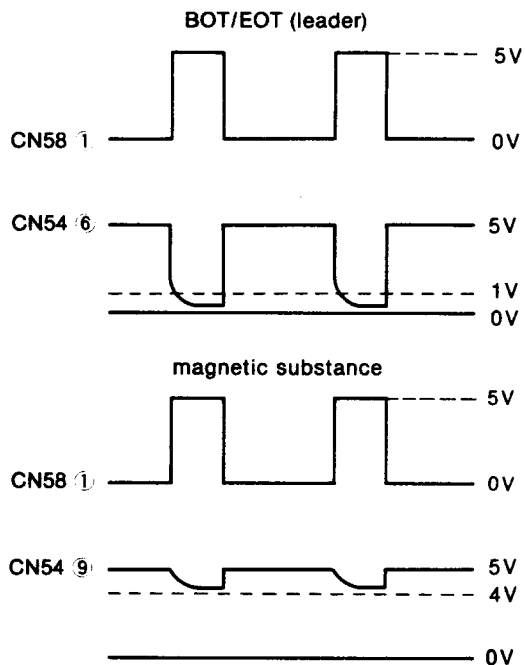 BOT/EOT (leader)
5V
CN58 ① 0V
CN54 ⑥ 5V
1V
0V
magnetic substance
5V
CN58 ① 0V
CN54 ⑨ 5V
4V
0V